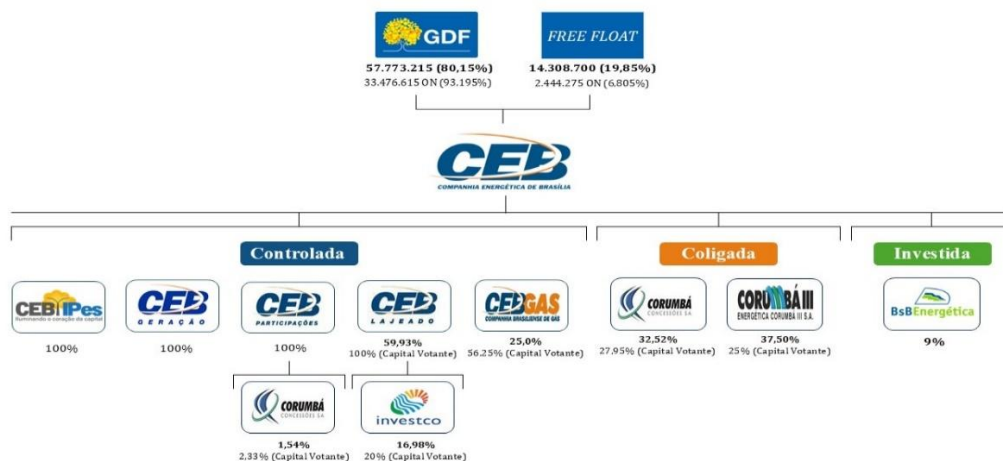 GDF
FREE FLOAT
57.773.215 (80,15%)
14.308.700 (19,85%)
33.476.615 ON (93.195%)
2.444.275 ON (6.805%)
CEB
COMPANHIA ENERGÉTICA DE BRASÍLIA
Controlada
Coligada
Investida
CEB IPes
Iluminando o coração da capital
CEB
GERAÇÃO
CEB
PARTICIPAÇÕES
CEB
LAJEADO
CEBGAS
COMPANHIA BRASILIENSE DE GÁS
CORUMBÁ
CONCESSÕES S.A.
CORUMBÁ III
ENERGÉTICA CORUMBÁ III S.A.
BsBEnergética
100%
100%
100%
59,93%
100% (Capital Votante)
25,0%
56.25% (Capital Votante)
32,52%
27,95% (Capital Votante)
37,50%
25% (Capital Votante)
9%
CORUMBÁ
CONCESSÕES S.A.
investco
1,54%
2,33% (Capital Votante)
16,98%
20% (Capital Votante)